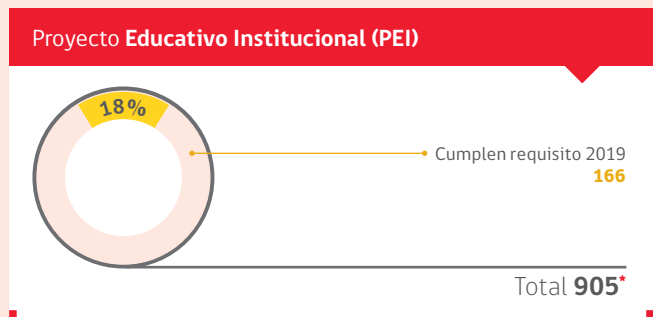 Proyecto Educativo Institucional (PEI)
18%
Cumplen requisito 2019
166
Total 905*